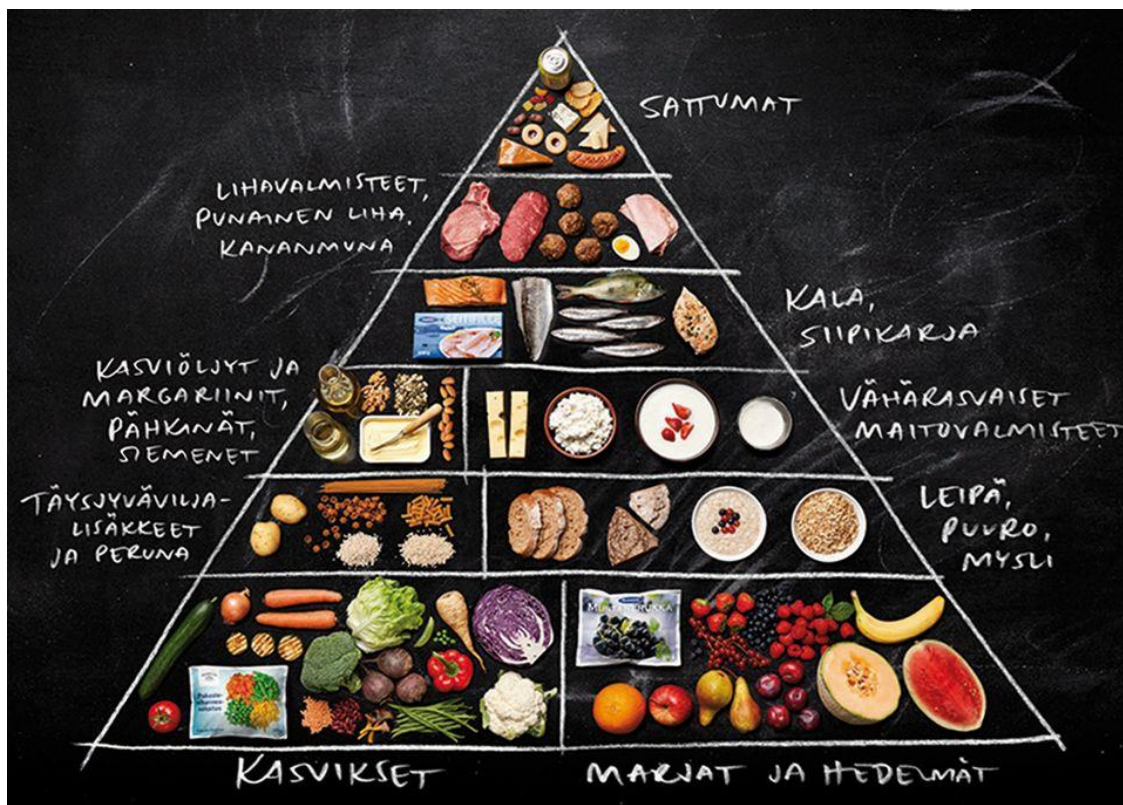 SATTUMAT
LIHAVALMISTEET,
PUNAINEN LIHA,
KANANMUNA
KALA,
SIIPIKARJA
KASVIÖLJYT JA
MARGARIINIT,
PÄHKINÄT,
SIEMENET
VÄHÄRASVAISET
MAITOVALMISTEET
TÄYSJYVÄVILJA-
LISÄKKEET
JA PERUNA
LEIPÄ,
PUURO,
MYSLI
KASVIKSET
MARJAT JA HEDELMÄT